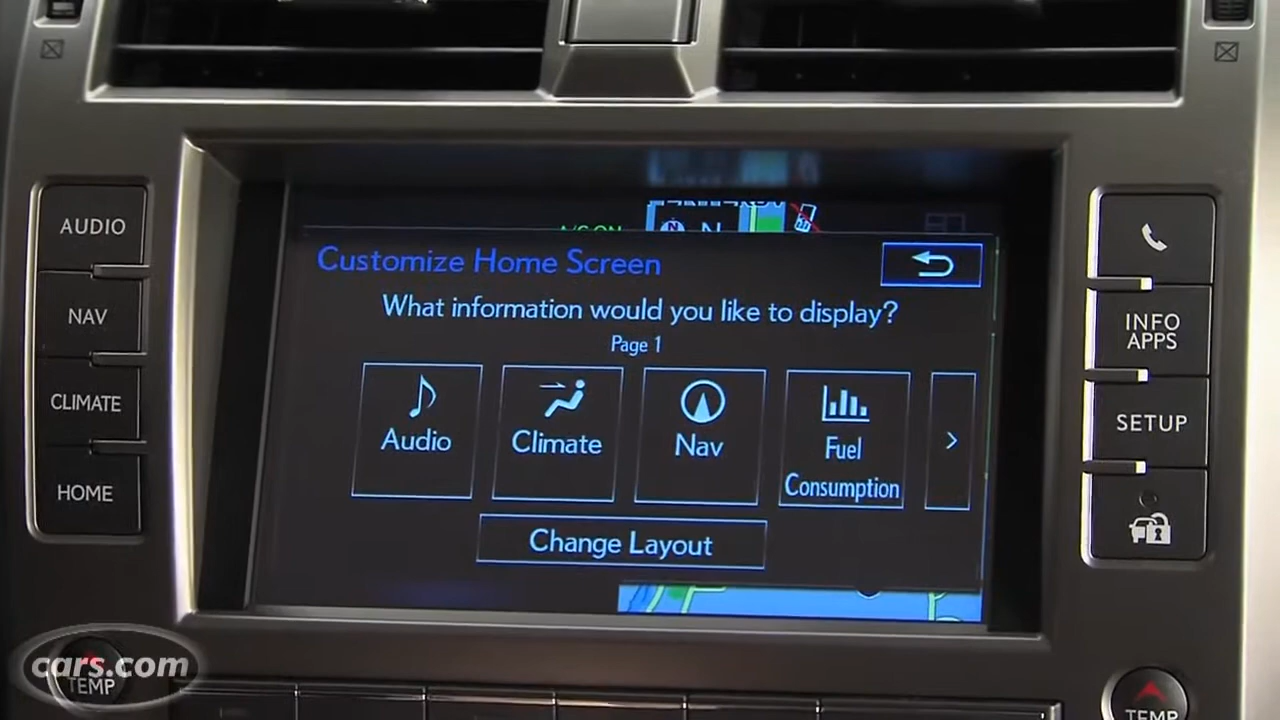 AUDIO
NAV
CLIMATE
HOME
A/C ON
N
Customize Home Screen
What information would you like to display?
Page 1
Audio
Climate
Nav
Fuel
Consumption
Change Layout
INFO
APPS
SETUP
cars.com
TEMP
TEMP